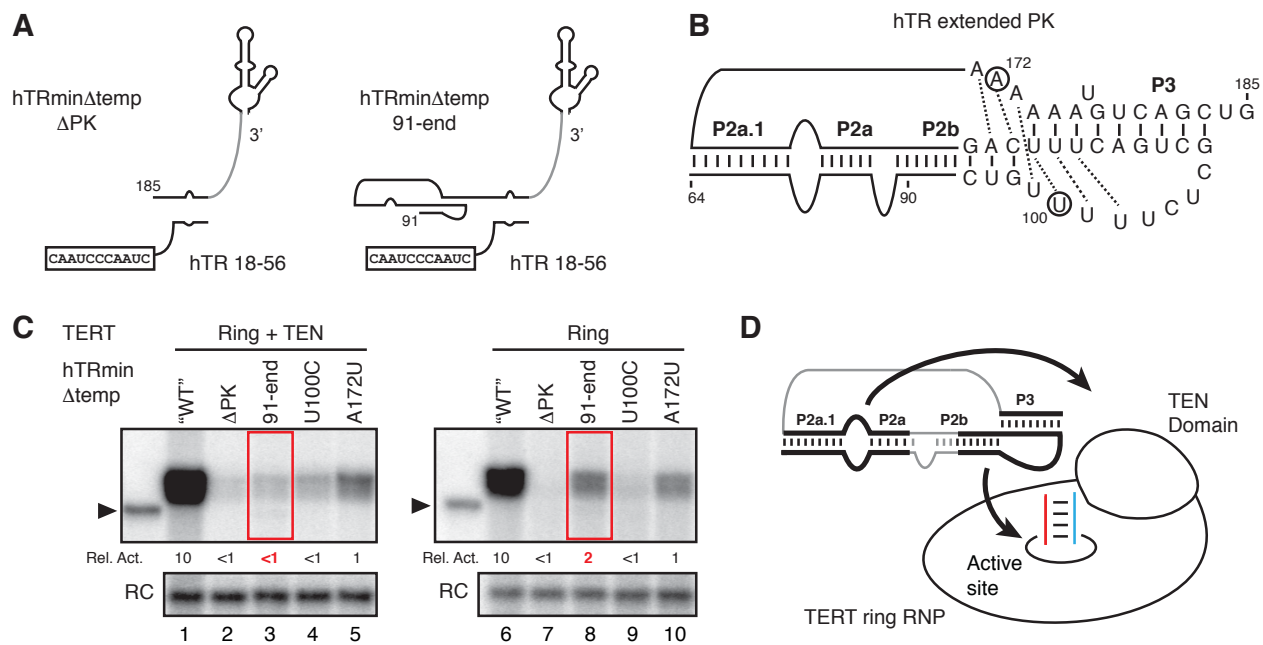 A
hTRminΔtemp
ΔPK
3’
185
CAAUCCCAAUC
hTR 18-56
hTRminΔtemp
91-end
3’
91
CAAUCCCAAUC
hTR 18-56
B
hTR extended PK
A A 172
A
U
P3
185
A A A G U C A G C U G
P2a.1 P2a P2b
G A C U U U C A G U C G
C U G U
64
90
100 U U U U C U C
C
TERT
Ring + TEN
Ring
hTRmin
Δtemp
“WT” ΔPK 91-end U100C A172U
“WT” ΔPK 91-end U100C A172U
Rel. Act. 10 <1 <1 <1 1
Rel. Act. 10 <1 2 <1 1
RC
RC
1 2 3 4 5
6 7 8 9 10
D
P2a.1 P2a P2b P3
TEN
Domain
Active
site
TERT ring RNP